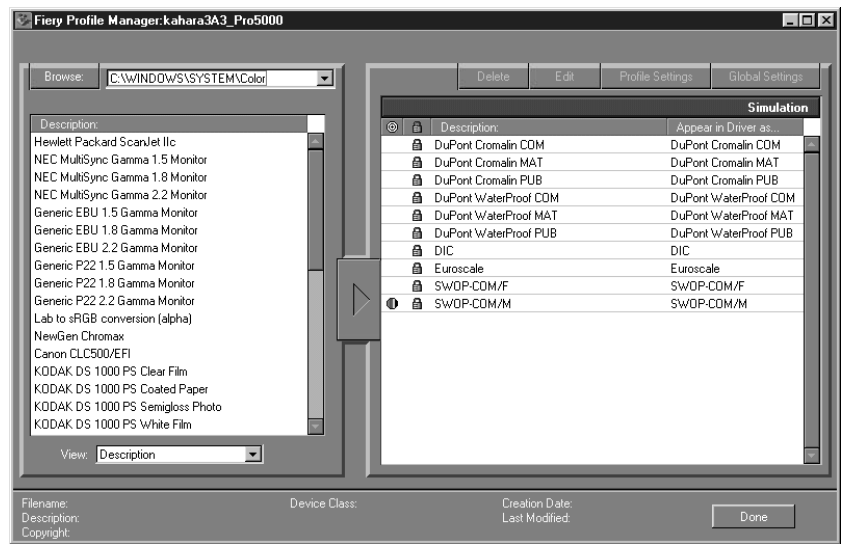 Fiery Profile Manager:kahara3A3_Pro5000
Browse: C:\WINDOWS\SYSTEM\Color
Description:
Hewlett Packard ScanJet IIc
NEC MultiSync Gamma 1.5 Monitor
NEC MultiSync Gamma 1.8 Monitor
NEC MultiSync Gamma 2.2 Monitor
Generic EBU 1.5 Gamma Monitor
Generic EBU 1.8 Gamma Monitor
Generic EBU 2.2 Gamma Monitor
Generic P22 1.5 Gamma Monitor
Generic P22 1.8 Gamma Monitor
Generic P22 2.2 Gamma Monitor
Lab to sRGB conversion (alpha)
NewGen Chromax
Canon CLC500/EFI
KODAK DS 1000 PS Clear Film
KODAK DS 1000 PS Coated Paper
KODAK DS 1000 PS Semigloss Photo
KODAK DS 1000 PS White Film
View: Description
Delete Edit Profile Settings Global Settings
Simulation
Description: Appear in Driver as...
DuPont Cromalin COM DuPont Cromalin COM
DuPont Cromalin MAT DuPont Cromalin MAT
DuPont Cromalin PUB DuPont Cromalin PUB
DuPont WaterProof COM DuPont WaterProof COM
DuPont WaterProof MAT DuPont WaterProof MAT
DuPont WaterProof PUB DuPont WaterProof PUB
DIC DIC
Euroscale Euroscale
SWOP-COM/F SWOP-COM/F
SWOP-COM/M SWOP-COM/M
Filename: Device Class: Creation Date:
Description: Last Modified:
Copyright:
Done